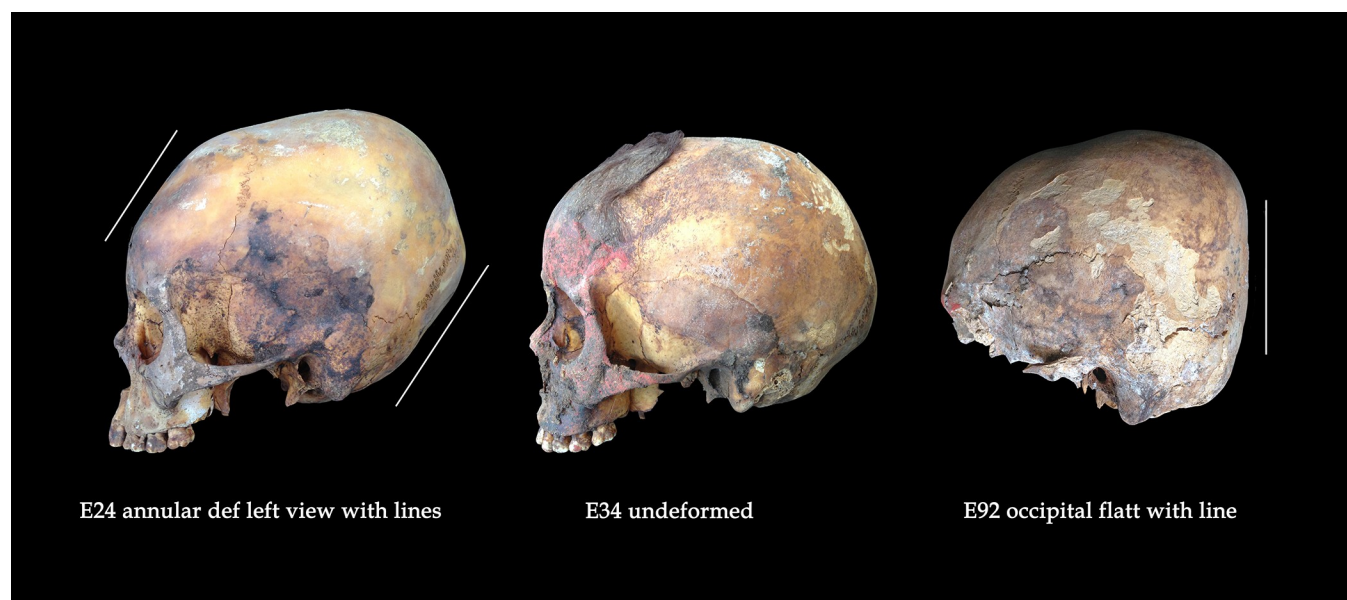 E24 annular def left view with lines
E34 undeformed
E92 occipital flatt with line